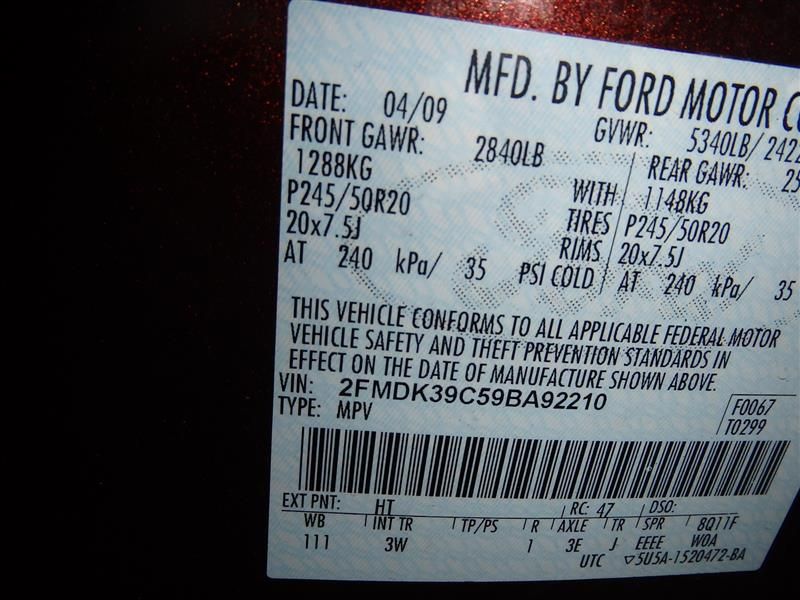 MFD. BY FORD MOTOR
DATE: 04/09 GVWR: 5340LB/
FRONT GAWR: 2840LB REAR GAWR:
1288KG WITH 1148KG
P245/50R20 TIRES P245/50R20
20x7.5J RIMS 20x7.5J
AT 240 kPa/ 35 PSI COLD AT 240 kPa/ 35
THIS VEHICLE CONFORMS TO ALL APPLICABLE FEDERAL MOTOR
VEHICLE SAFETY AND THEFT PREVENTION STANDARDS IN
EFFECT ON THE DATE OF MANUFACTURE SHOWN ABOVE.
VIN: 2FMDK39C59BA92210 F0067
TYPE: MPV T0299
EXT PNT: HT RC: 47 DSO:
WB INT TR TP/PS R AXLE TR SPR 8Q11F
111 3W 1 3E J EEEE W0A
UTC ▽5U5A-1520472-BA